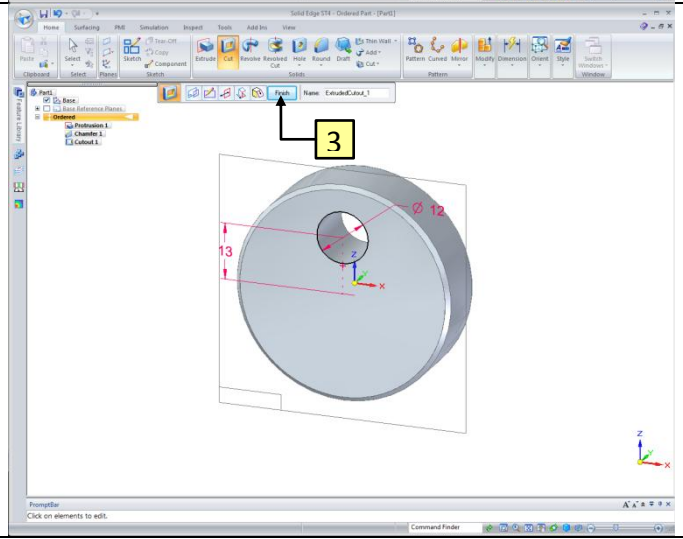 Solid Edge ST4 - Ordered Part - [Part1]
Home Surfacing PMI Simulation Inspect Tools Add Ins View
Paste Select Sketch Tear-Off Copy Component Extrude Cut Revolve Revolved Cut Hole Round Draft Thin Wall Add Cut Pattern Curved Mirror Modify Dimension Orient Style Switch Windows
Clipboard Select Planes Sketch Solids Pattern Window
Finish Name: ExtrudedCutout_1
Feature Library
Part1
Base
Base Reference Planes
Ordered
Protrusion 1
Chamfer 1
Cutout 1
3
Ø 12
13
Z
Y
X
Z
Y
X
PromptBar
Click on elements to edit.
Command Finder